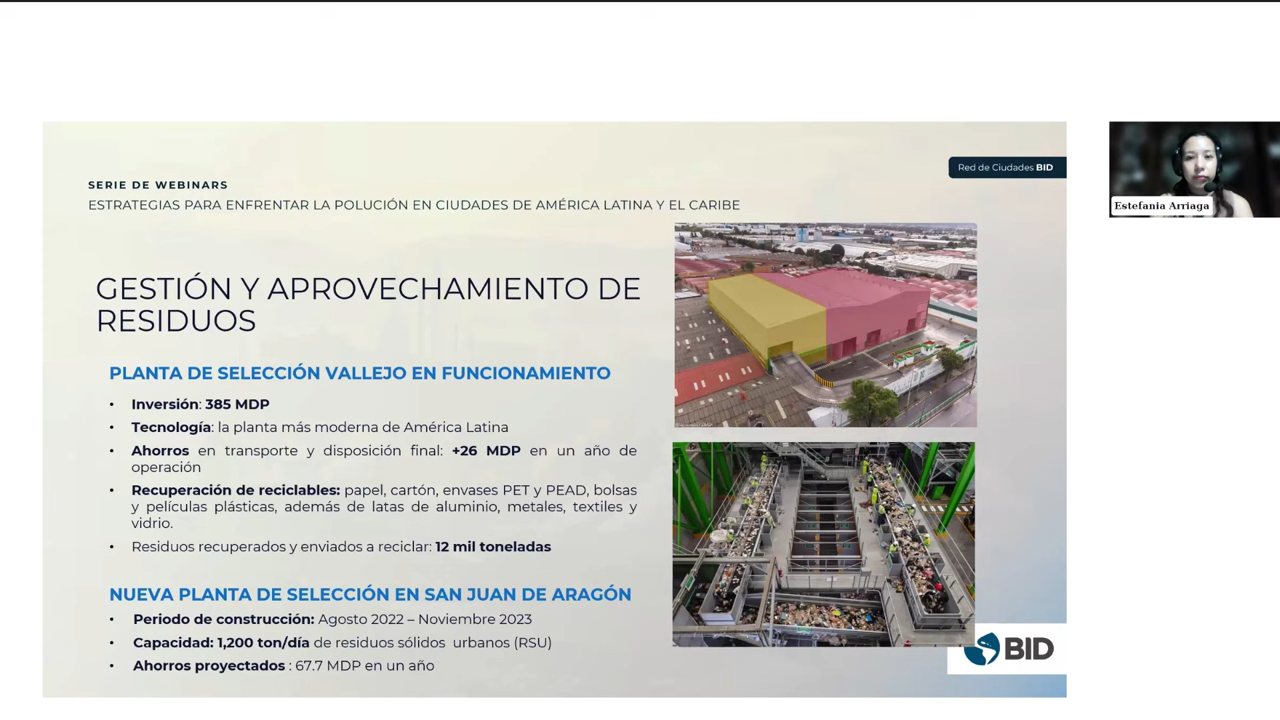 SERIE DE WEBINARS
ESTRATEGIAS PARA ENFRENTAR LA POLUCIÓN EN CIUDADES DE AMÉRICA LATINA Y EL CARIBE
Red de Ciudades BID
Estefania Arriaga
GESTIÓN Y APROVECHAMIENTO DE
RESIDUOS
PLANTA DE SELECCIÓN VALLEJO EN FUNCIONAMIENTO
• Inversión: 385 MDP
• Tecnología: la planta más moderna de América Latina
• Ahorros en transporte y disposición final: +26 MDP en un año de
operación
• Recuperación de reciclables: papel, cartón, envases PET y PEAD, bolsas
y películas plásticas, además de latas de aluminio, metales, textiles y
vidrio.
• Residuos recuperados y enviados a reciclar: 12 mil toneladas
NUEVA PLANTA DE SELECCIÓN EN SAN JUAN DE ARAGÓN
• Periodo de construcción: Agosto 2022 – Noviembre 2023
• Capacidad: 1,200 ton/día de residuos sólidos urbanos (RSU)
• Ahorros proyectados : 67.7 MDP en un año
BID